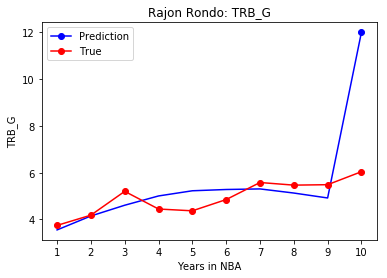 Rajon Rondo: TRB_G
Prediction
True
12
10
8
6
4
TRB_G
1 2 3 4 5 6 7 8 9 10
Years in NBA